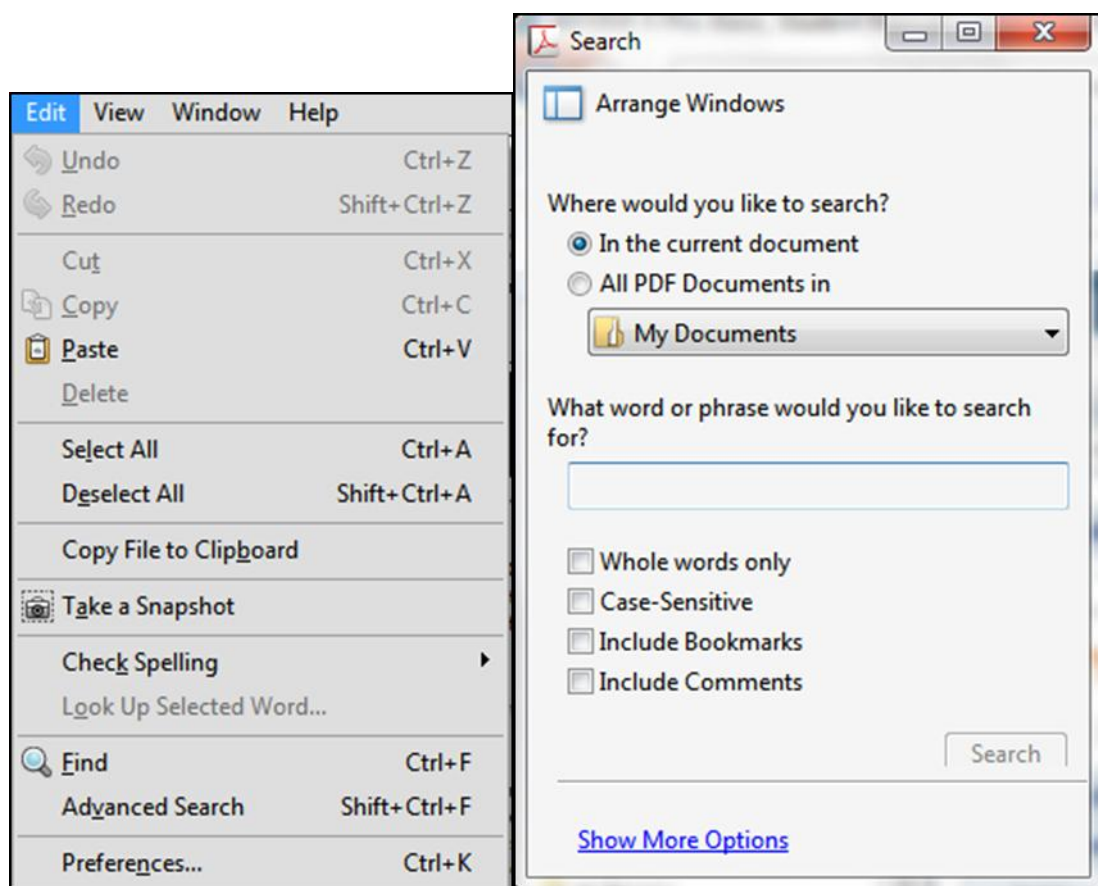 Edit View Window Help
Undo Ctrl+Z
Redo Shift+Ctrl+Z
Cut Ctrl+X
Copy Ctrl+C
Paste Ctrl+V
Delete
Select All Ctrl+A
Deselect All Shift+Ctrl+A
Copy File to Clipboard
Take a Snapshot
Check Spelling
Look Up Selected Word...
Find Ctrl+F
Advanced Search Shift+Ctrl+F
Preferences... Ctrl+K
Search
Arrange Windows
Where would you like to search?
In the current document
All PDF Documents in
My Documents
What word or phrase would you like to search
for?
Whole words only
Case-Sensitive
Include Bookmarks
Include Comments
Search
Show More Options